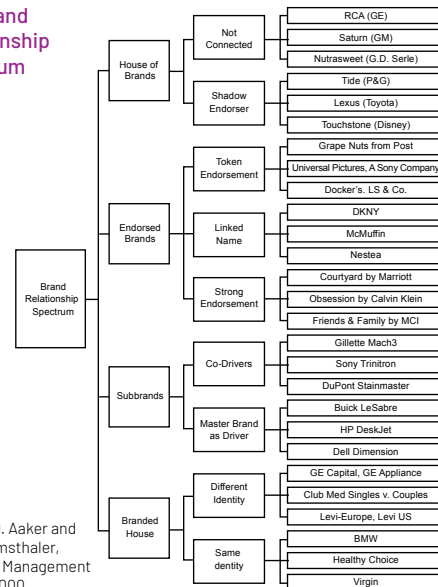 and
nship
um
Brand
Relationship
Spectrum
House of
Brands
Not
Connected
RCA (GE)
Saturn (GM)
Nutrasweet (G.D. Serle)
Shadow
Endorser
Tide (P&G)
Lexus (Toyota)
Touchstone (Disney)
Endorsed
Brands
Token
Endorsement
Grape Nuts from Post
Universal Pictures, A Sony Company
Docker's. LS & Co.
Linked
Name
DKNY
McMuffin
Nestea
Strong
Endorsement
Courtyard by Marriott
Obsession by Calvin Klein
Friends & Family by MCI
Subbrands
Co-Drivers
Gillette Mach3
Sony Trinitron
DuPont Stainmaster
Master Brand
as Driver
Buick LeSabre
HP DeskJet
Dell Dimension
Branded
House
Different
Identity
GE Capital, GE Appliance
Club Med Singles v. Couples
Levi-Europe, Levi US
Same
identity
BMW
Healthy Choice
Virgin
. Aaker and
msthaler,
Management